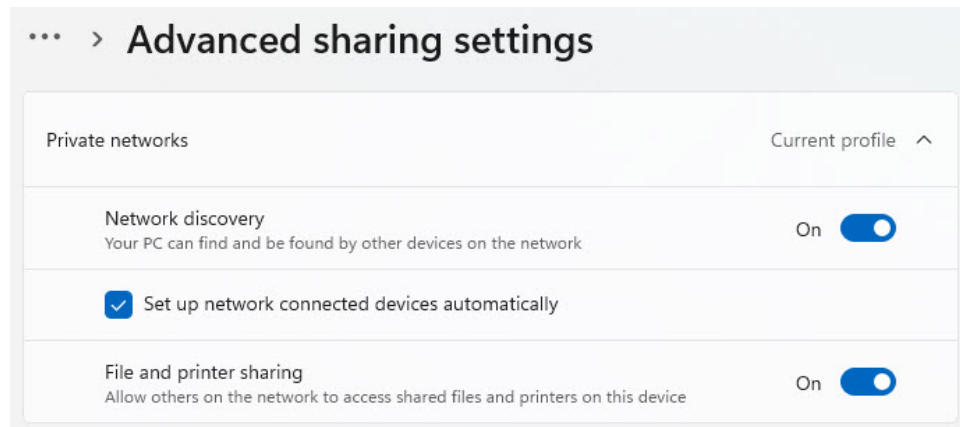 ... > Advanced sharing settings
Private networks Current profile
Network discovery On
Your PC can find and be found by other devices on the network
Set up network connected devices automatically
File and printer sharing On
Allow others on the network to access shared files and printers on this device